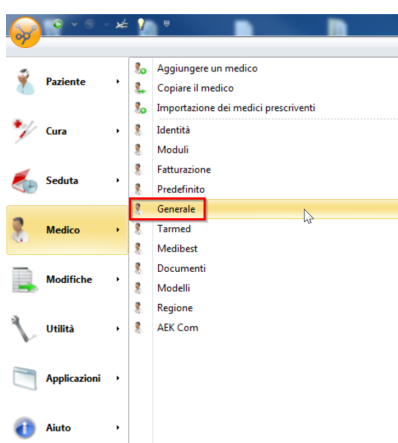 Paziente
Cura
Seduta
Medico
Modifiche
Utilità
Applicazioni
Aiuto
Aggiungere un medico
Copiare il medico
Importazione dei medici prescriventi
Identità
Moduli
Fatturazione
Predefinito
Generale
Tarmed
Medibest
Documenti
Modelli
Regione
AEK Com